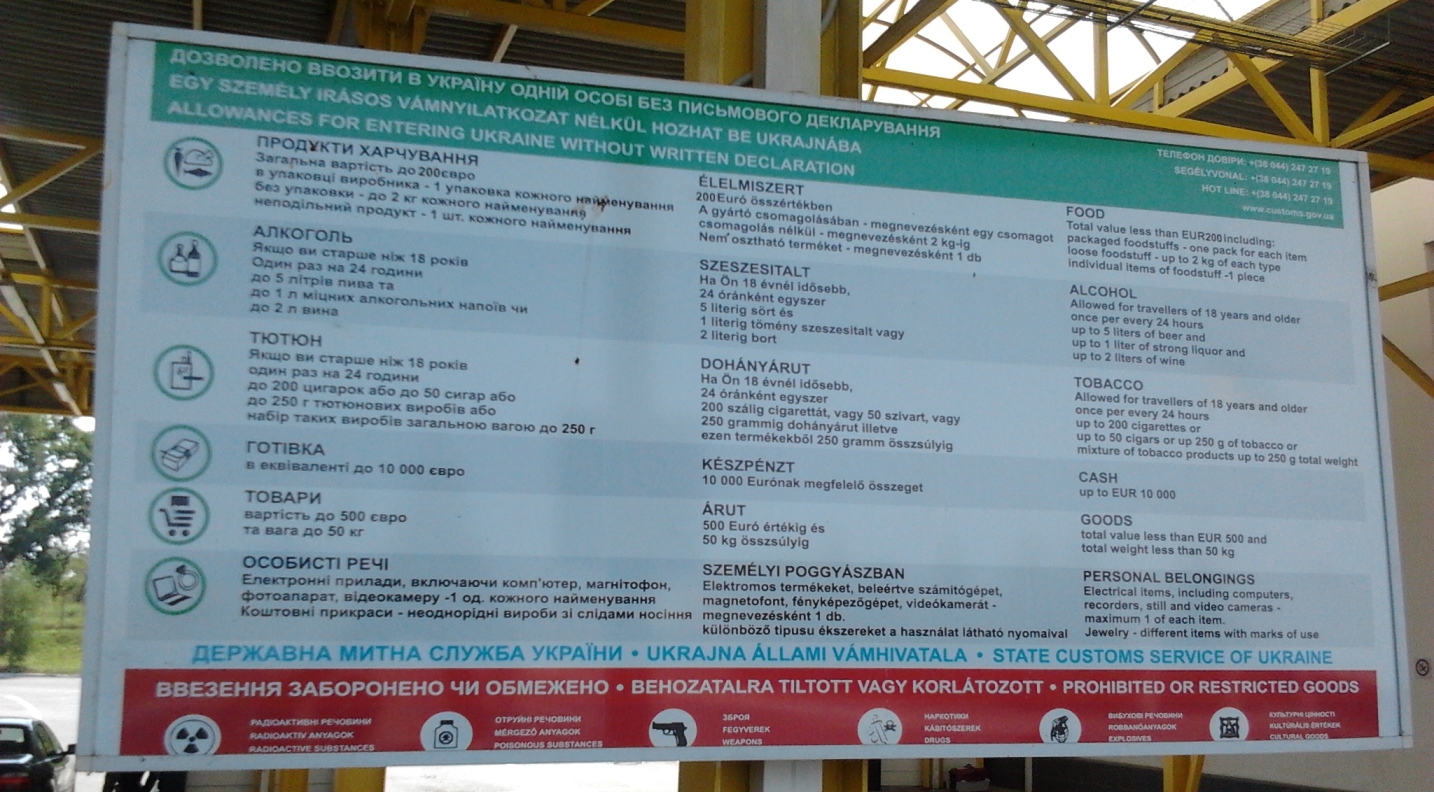 ДОЗВОЛЕНО ВВОЗИТИ В УКРАЇНУ ОДНІЙ ОСОБІ БЕЗ ПИСЬМОВОГО ДЕКЛАРУВАННЯ
EGY SZEMÉLY IRÁSOS VÁMNYILATKOZAT NÉLKÜL HOZHAT BE UKRAJNÁBA
ALLOWANCES FOR ENTERING UKRAINE WITHOUT WRITTEN DECLARATION
ТЕЛЕФОН ДОВІРИ: +(38 044) 247 27 19
SEGÉLYVONAL: +(38 044) 247 27 19
HOT LINE: +(38 044) 247 27 19
www.customs.gov.ua
ПРОДУКТИ ХАРЧУВАННЯ
Загальна вартість до 200євро
в упаковці виробника - 1 упаковка кожного найменування
без упаковки - до 2 кг кожного найменування
неподільний продукт - 1 шт. кожного найменування
АЛКОГОЛЬ
Якщо ви старше ніж 18 років
Один раз на 24 години
до 5 літрів пива та
до 1 л міцних алкогольних напоїв чи
до 2 л вина
ТЮТЮН
Якщо ви старше ніж 18 років
один раз на 24 години
до 200 цигарок або до 50 сигар або
до 250 г тютюнових виробів або
набір таких виробів загальною вагою до 250 г
ГОТІВКА
в еквіваленті до 10 000 євро
ТОВАРИ
вартість до 500 євро
та вага до 50 кг
ОСОБИСТІ РЕЧІ
Електронні прилади, включаючи комп'ютер, магнітофон,
фотоапарат, відеокамеру -1 од. кожного найменування
Коштовні прикраси - неоднорідні вироби зі слідами носіння
ÉLELMISZERT
200Euró összértékben
A gyártó csomagolásában - megnevezésként egy csomagot
csomagolás nélkül - megnevezésként 2 kg-ig
Nem osztható terméket - megnevezésként 1 db
SZESZESITALT
Ha Ön 18 évnél idősebb,
24 óránként egyszer
5 literig sört és
1 literig tömény szeszesitalt vagy
2 literig bort
DOHÁNYÁRUT
Ha Ön 18 évnél idősebb,
24 óránként egyszer
200 szálig cigarettát, vagy 50 szivart, vagy
250 grammig dohányárut illetve
ezen termékekből 250 gramm összsúlyig
KÉSZPÉNZT
10 000 Eurónak megfelelő összeget
ÁRUT
500 Euró értékig és
50 kg összsúlyig
SZEMÉLYI POGGYÁSZBAN
Elektromos termékeket, beleértve számitógépet,
magnetofont, fényképezőgépet, videókamerát -
megnevezésként 1 db.
különböző tipusu ékszereket a használat látható nyomaival
FOOD
Total value less than EUR200 including:
packaged foodstuffs - one pack for each item
loose foodstuff - up to 2 kg of each type
individual items of foodstuff -1 piece
ALCOHOL
Allowed for travellers of 18 years and older
once per every 24 hours
up to 5 liters of beer and
up to 1 liter of strong liquor and
up to 2 liters of wine
TOBACCO
Allowed for travellers of 18 years and older
once per every 24 hours
up to 200 cigarettes or
up to 50 cigars or up 250 g of tobacco or
mixture of tobacco products up to 250 g total weight
CASH
up to EUR 10 000
GOODS
total value less than EUR 500 and
total weight less than 50 kg
PERSONAL BELONGINGS
Electrical items, including computers,
recorders, still and video cameras -
maximum 1 of each item.
Jewelry - different items with marks of use
ДЕРЖАВНА МИТНА СЛУЖБА УКРАЇНИ • UKRAJNA ÁLLAMI VÁMHIVATALA • STATE CUSTOMS SERVICE OF UKRAINE
ВВЕЗЕННЯ ЗАБОРОНЕНО ЧИ ОБМЕЖЕНО • BEHOZATALRA TILTOTT VAGY KORLÁTOZOTT • PROHIBITED OR RESTRICTED GOODS
РАДІОАКТИВНІ РЕЧОВИНИ
RADIOAKTIV ANYAGOK
RADIOACTIVE SUBSTANCES
ОТРУЙНІ РЕЧОВИНИ
MÉRGEZŐ ANYAGOK
POISONOUS SUBSTANCES
ЗБРОЯ
FEGYVEREK
WEAPONS
НАРКОТИКИ
KÁBITÓSZEREK
DRUGS
ВИБУХОВІ РЕЧОВИНИ
ROBBANÓANYAGOK
EXPLOSIVES
КУЛЬТУРНІ ЦІННОСТІ
KULTURÁLIS ÉRTÉKEK
CULTURAL GOODS